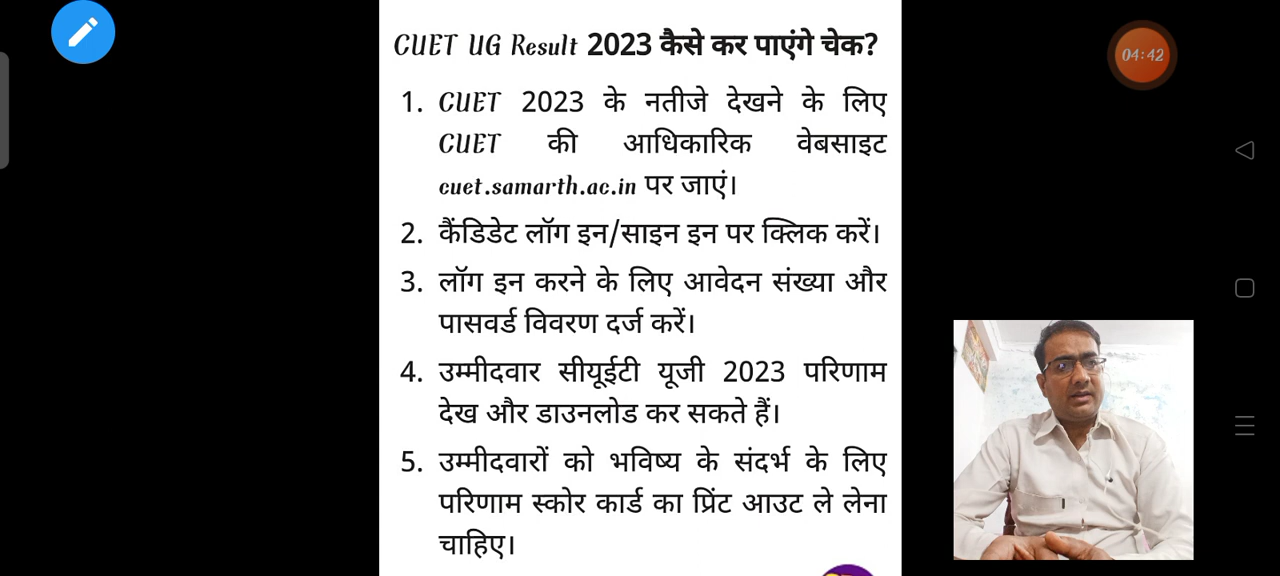 CUET UG Result 2023 कैसे कर पाएंगे चेक?
1. CUET 2023 के नतीजे देखने के लिए
CUET की आधिकारिक वेबसाइट
cuet.samarth.ac.in पर जाएं।
2. कैंडिडेट लॉग इन/साइन इन पर क्लिक करें।
3. लॉग इन करने के लिए आवेदन संख्या और
पासवर्ड विवरण दर्ज करें।
4. उम्मीदवार सीयूईटी यूजी 2023 परिणाम
देख और डाउनलोड कर सकते हैं।
5. उम्मीदवारों को भविष्य के संदर्भ के लिए
परिणाम स्कोर कार्ड का प्रिंट आउट ले लेना
चाहिए।
04:42